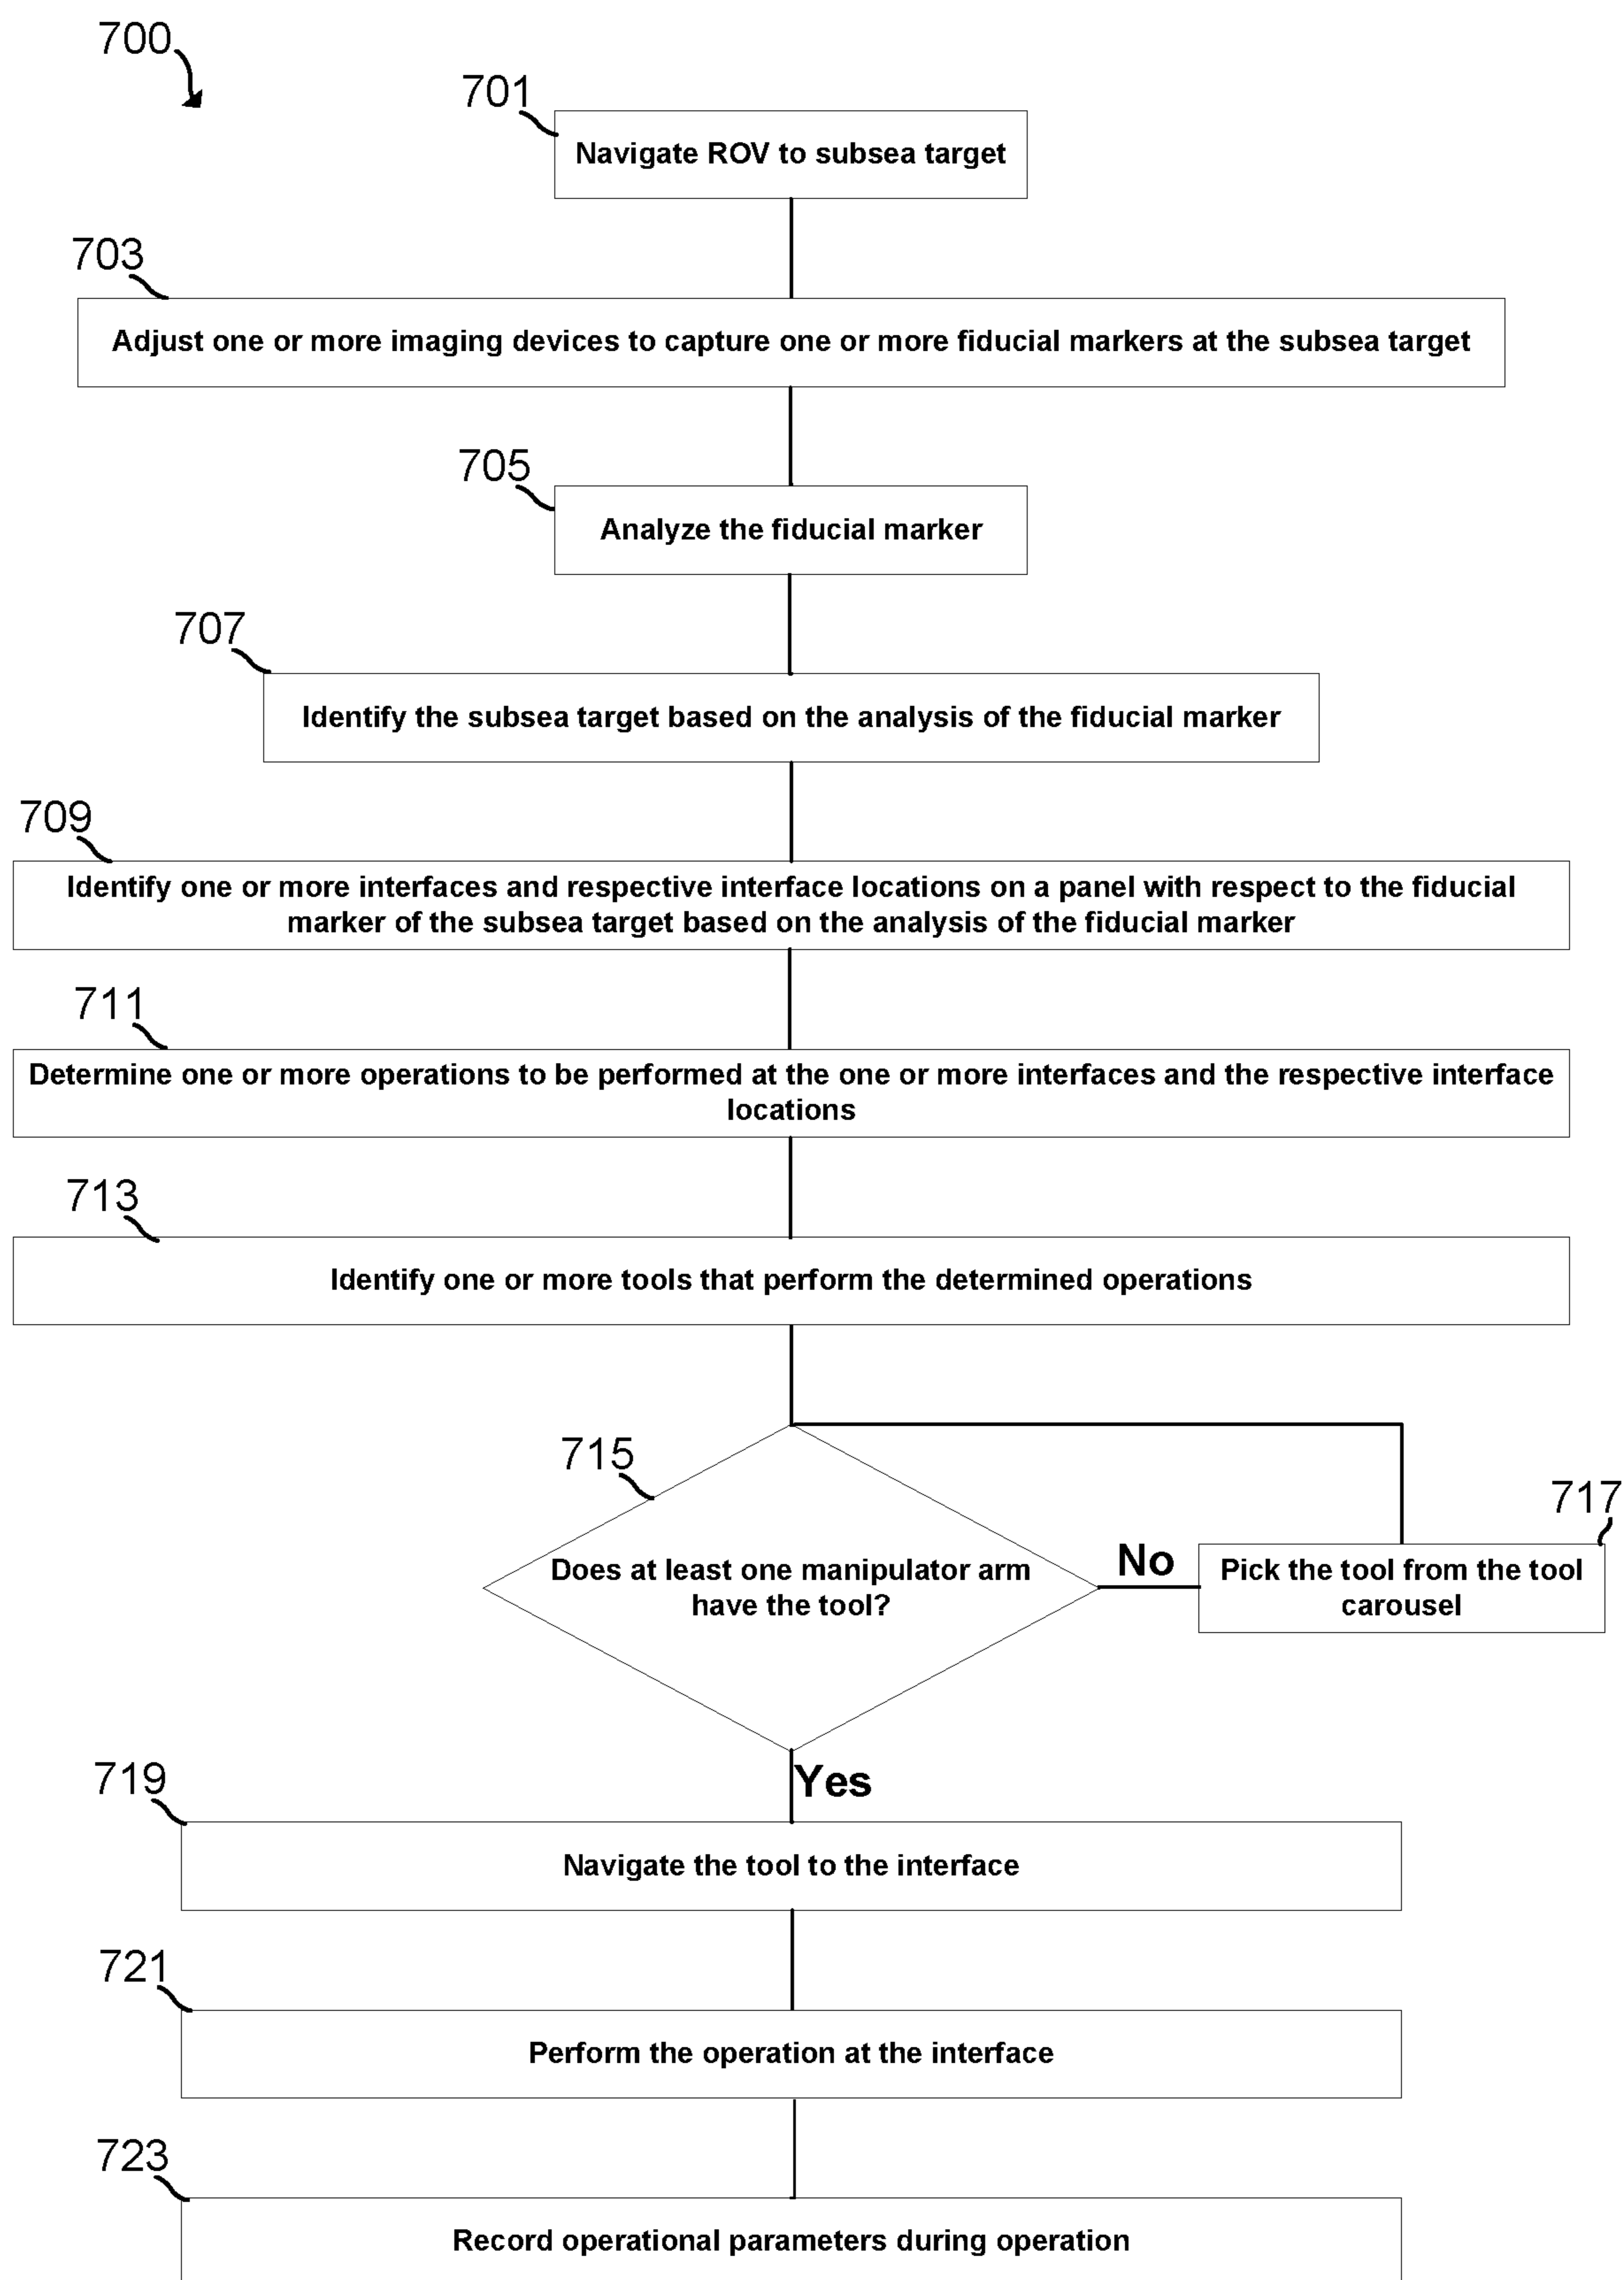 700
701
Navigate ROV to subsea target
703
Adjust one or more imaging devices to capture one or more fiducial markers at the subsea target
705
Analyze the fiducial marker
707
Identify the subsea target based on the analysis of the fiducial marker
709
Identify one or more interfaces and respective interface locations on a panel with respect to the fiducial
marker of the subsea target based on the analysis of the fiducial marker
711
Determine one or more operations to be performed at the one or more interfaces and the respective interface
locations
713
Identify one or more tools that perform the determined operations
715
Does at least one manipulator arm
have the tool?
No
717
Pick the tool from the tool
carousel
Yes
719
Navigate the tool to the interface
721
Perform the operation at the interface
723
Record operational parameters during operation